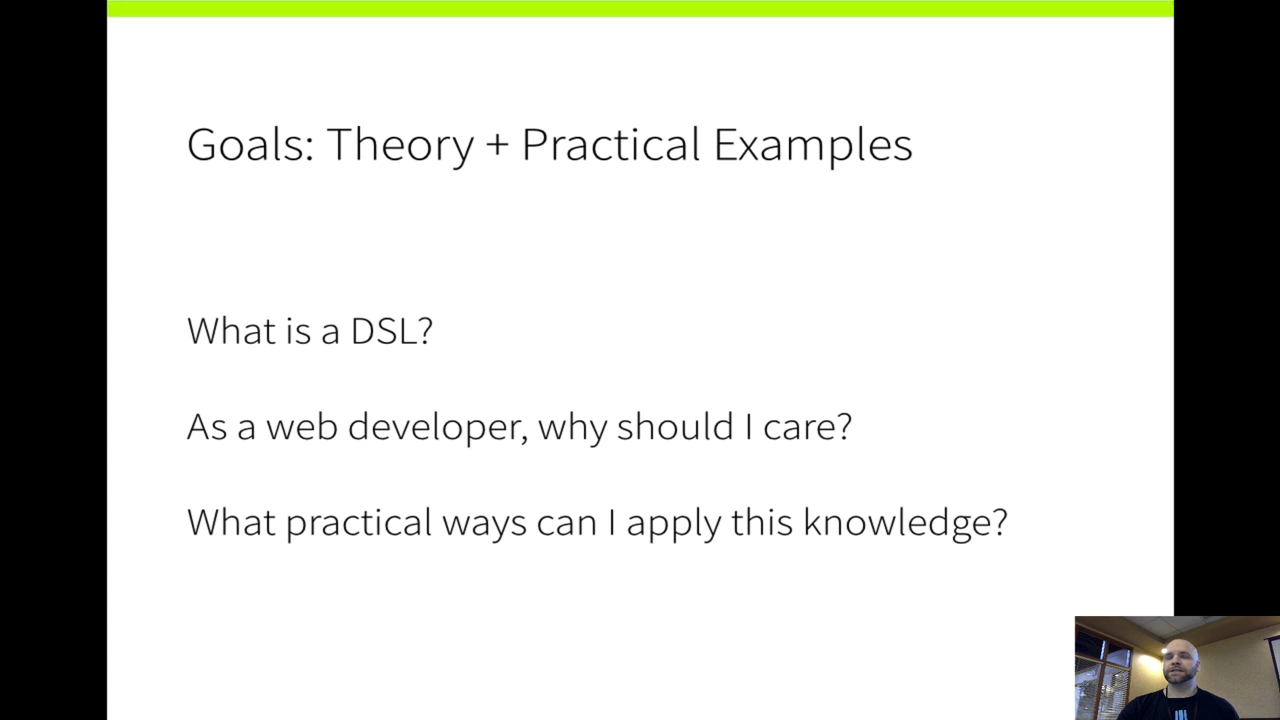 Goals: Theory + Practical Examples
What is a DSL?
As a web developer, why should I care?
What practical ways can I apply this knowledge?